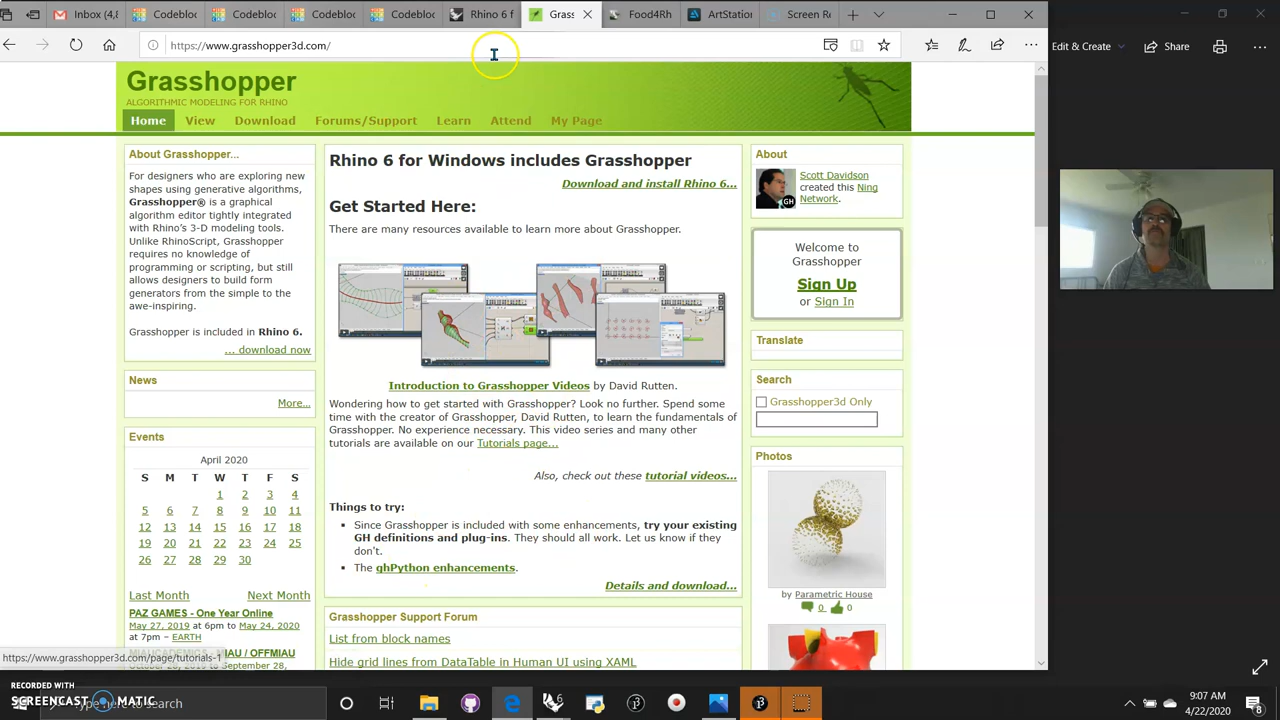 Inbox (4,8
Codebloc
Codebloc
Codebloc
Codebloc
Rhino 6 f
Grass
Food4Rh
ArtStation
Screen Re
https://www.grasshopper3d.com/
Edit & Create
Share
Grasshopper
ALGORITHMIC MODELING FOR RHINO
Home View Download Forums/Support Learn Attend My Page
About Grasshopper...
For designers who are exploring new
shapes using generative algorithms,
Grasshopper® is a graphical
algorithm editor tightly integrated
with Rhino's 3-D modeling tools.
Unlike RhinoScript, Grasshopper
requires no knowledge of
programming or scripting, but still
allows designers to build form
generators from the simple to the
awe-inspiring.
Grasshopper is included in Rhino 6.
... download now
News
More...
Events
April 2020
S M T W T F S
1 2 3 4
5 6 7 8 9 10 11
12 13 14 15 16 17 18
19 20 21 22 23 24 25
26 27 28 29 30
Last Month Next Month
PAZ GAMES - One Year Online
May 27, 2019 at 6pm to May 24, 2020
at 7pm – EARTH
MIAUCADEMIGS MIAU / OFFMIAU
to September 28,
https://www.grasshopper3d.com/page/tutorials-1
Rhino 6 for Windows includes Grasshopper
Download and install Rhino 6...
Get Started Here:
There are many resources available to learn more about Grasshopper.
Introduction to Grasshopper Videos by David Rutten.
Wondering how to get started with Grasshopper? Look no further. Spend some
time with the creator of Grasshopper, David Rutten, to learn the fundamentals of
Grasshopper. No experience necessary. This video series and many other
tutorials are available on our Tutorials page...
Also, check out these tutorial videos...
Things to try:
• Since Grasshopper is included with some enhancements, try your existing
GH definitions and plug-ins. They should all work. Let us know if they
don't.
• The ghPython enhancements.
Details and download...
Grasshopper Support Forum
List from block names
Hide grid lines from DataTable in Human UI using XAML
About
Scott Davidson
created this Ning
Network.
GH
Welcome to
Grasshopper
Sign Up
or Sign In
Translate
Search
Grasshopper3d Only
Photos
by Parametric House
0 0
RECORDED WITH
SCREENCAST MATIC
here to search
9:07 AM
4/22/2020
8